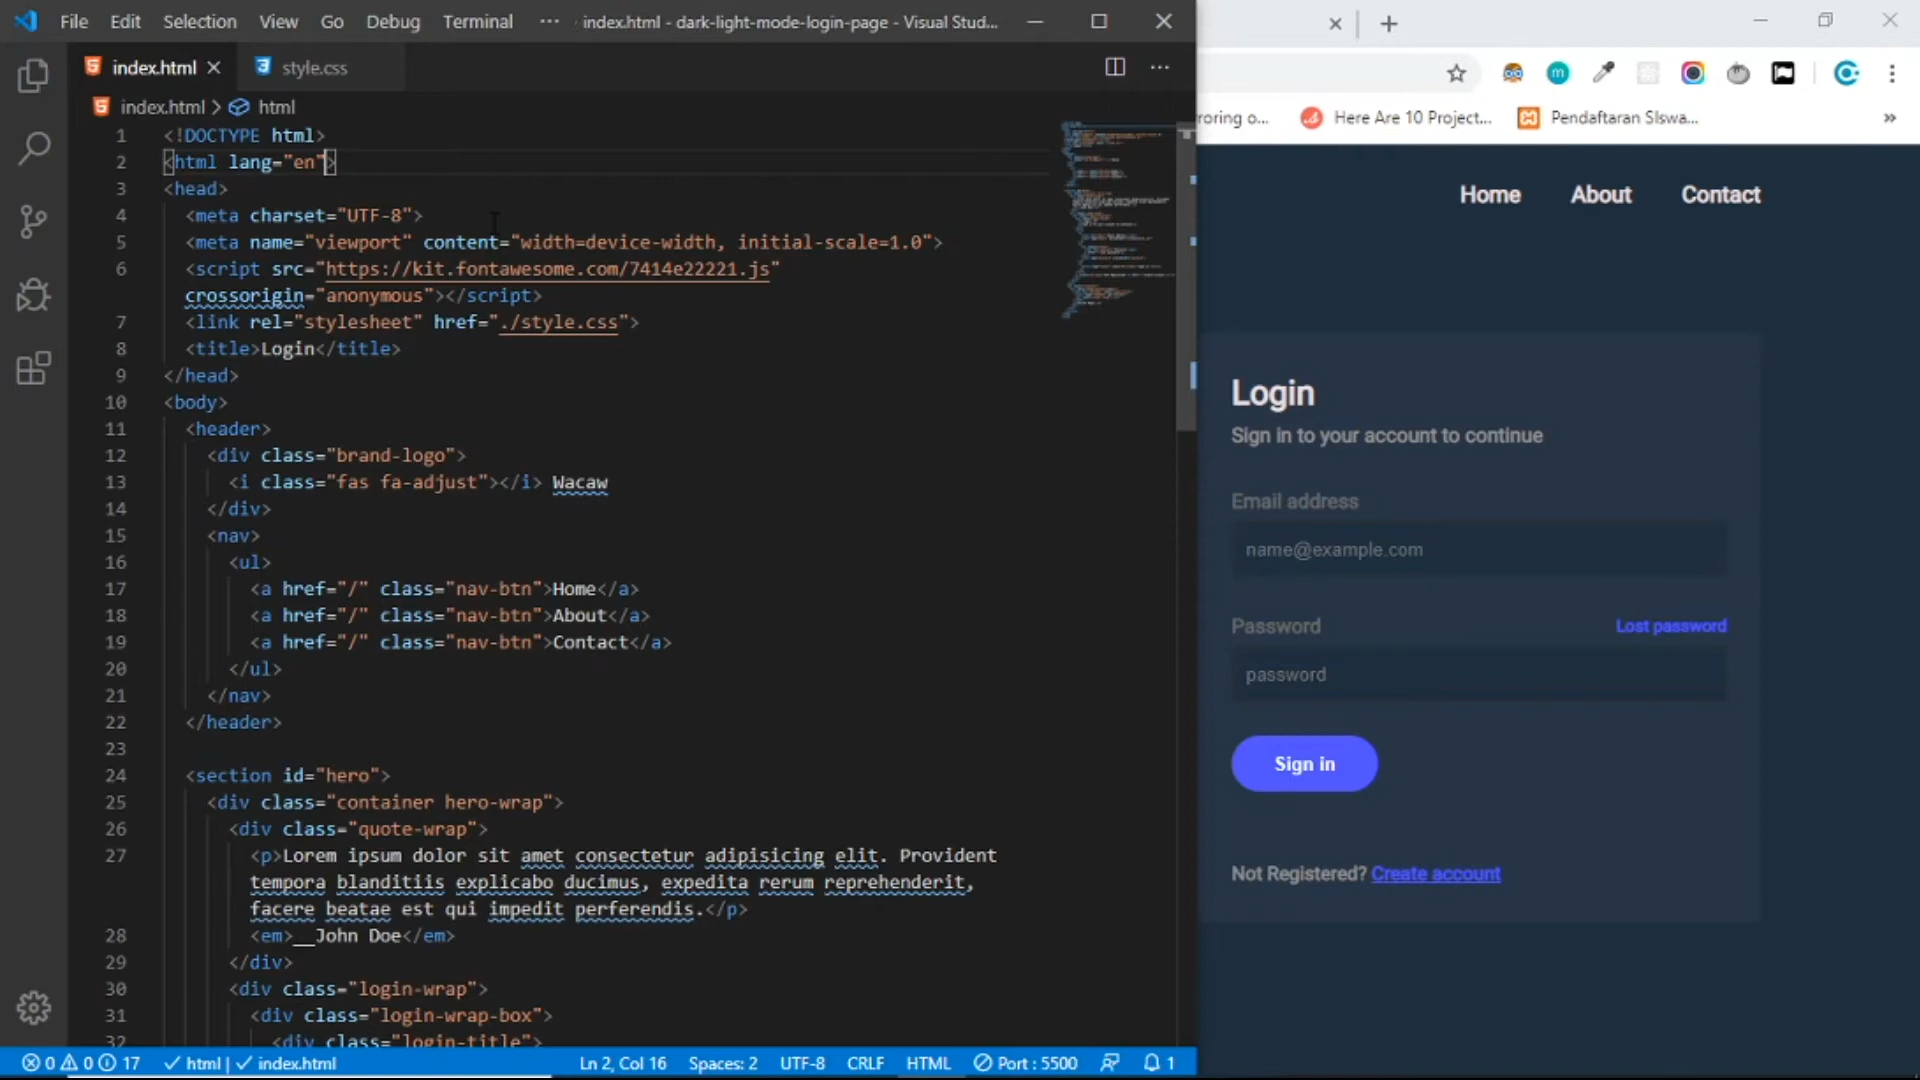 File Edit Selection View Go Debug Terminal ··· index.html - dark-light-mode-login-page - Visual Stud...
index.html style.css
index.html > html
1 <!DOCTYPE html>
2 <html lang="en">
3 <head>
4 <meta charset="UTF-8">
5 <meta name="viewport" content="width=device-width, initial-scale=1.0">
6 <script src="https://kit.fontawesome.com/7414e22221.js"
crossorigin="anonymous"></script>
7 <link rel="stylesheet" href="./style.css">
8 <title>Login</title>
9 </head>
10 <body>
11 <header>
12 <div class="brand-logo">
13 <i class="fas fa-adjust"></i> Wacaw
14 </div>
15 <nav>
16 <ul>
17 <a href="/" class="nav-btn">Home</a>
18 <a href="/" class="nav-btn">About</a>
19 <a href="/" class="nav-btn">Contact</a>
20 </ul>
21 </nav>
22 </header>
23
24 <section id="hero">
25 <div class="container hero-wrap">
26 <div class="quote-wrap">
27 <p>Lorem ipsum dolor sit amet consectetur adipisicing elit. Provident
tempora blanditiis explicabo ducimus, expedita rerum reprehenderit,
facere beatae est qui impedit perferendis.</p>
28 <em>__John Doe</em>
29 </div>
30 <div class="login-wrap">
31 <div class="login-wrap-box">
32 <div class="login-title">
0 0 17 html | index.html Ln 2, Col 16 Spaces: 2 UTF-8 CRLF HTML Port : 5500 1
roring o... Here Are 10 Project... Pendaftaran SIswa... »
Home About Contact
Login
Sign in to your account to continue
Email address
name@example.com
Password Lost password
password
Sign in
Not Registered? Create account